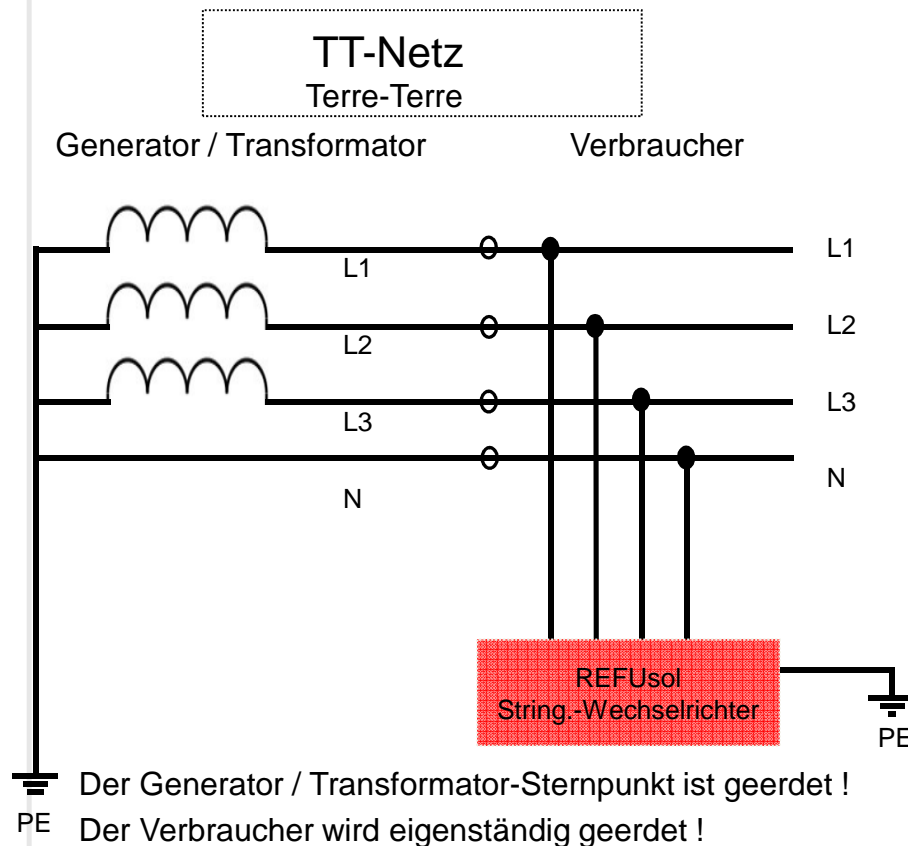 TT-Netz
Terre-Terre
Generator / Transformator
Verbraucher
L1
L1
L2
L2
L3
L3
N
N
REFUsol
String.-Wechselrichter
PE
Der Generator / Transformator-Sternpunkt ist geerdet !
PE
Der Verbraucher wird eigenständig geerdet !